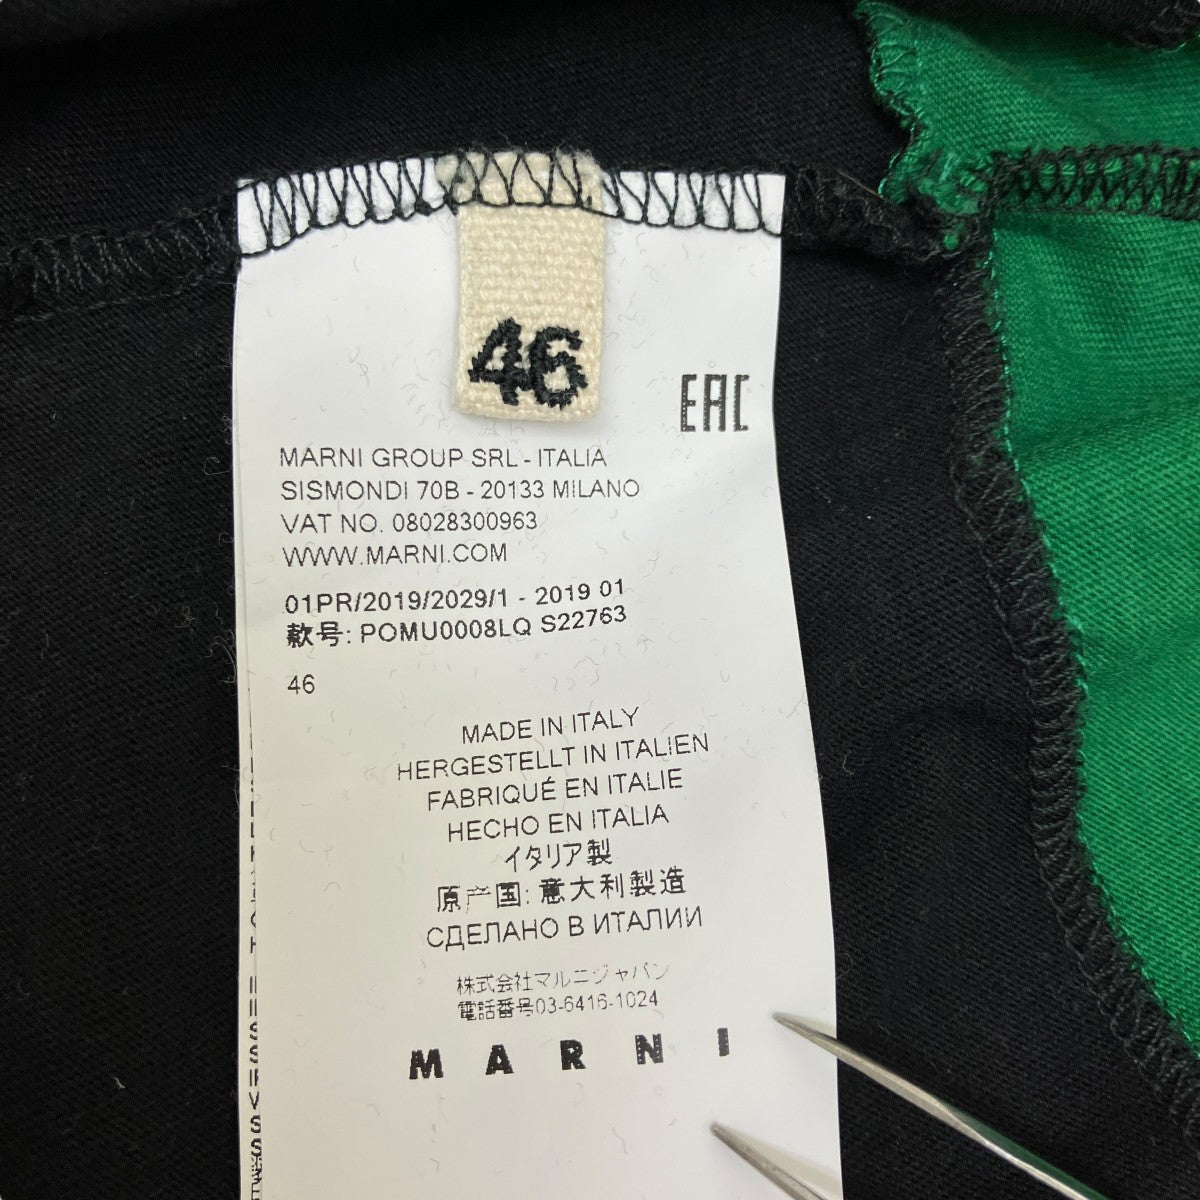 46
EAC
MARNI GROUP SRL - ITALIA
SISMONDI 70B - 20133 MILANO
VAT NO. 08028300963
WWW.MARNI.COM
01PR/2019/2029/1 - 2019 01
款号: POMU0008LQ S22763
46
MADE IN ITALY
HERGESTELLT IN ITALIEN
FABRIQUÉ EN ITALIE
HECHO EN ITALIA
イタリア製
原产国: 意大利製造
СДЕЛАНО В ИТАЛИИ
株式会社マルニジャパン
電話番号03-6416-1024
MARNI